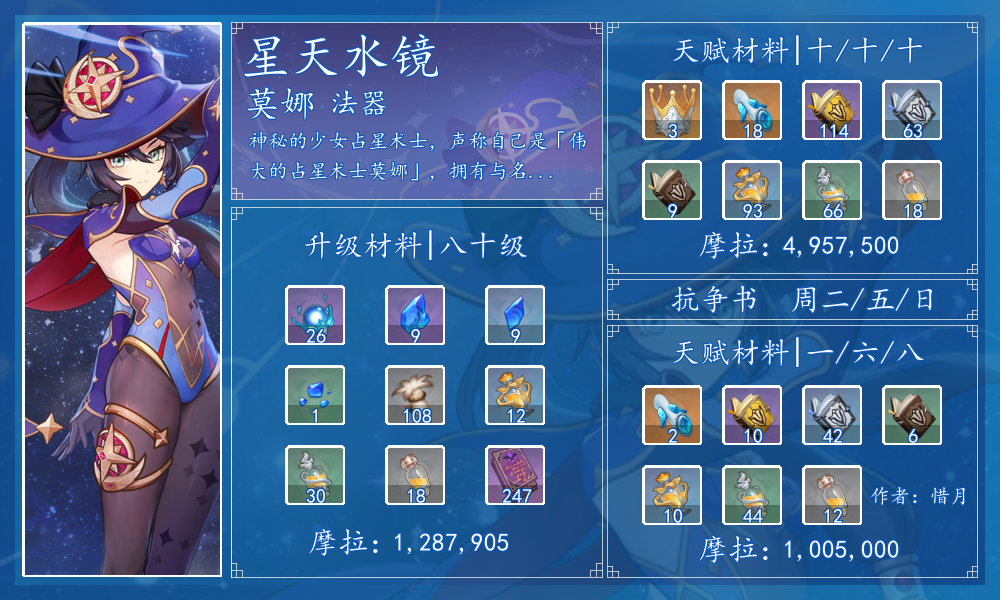 星天水镜
莫娜 法器
神秘的少女占星术士，声称自己是「伟
大的占星术士莫娜」，拥有与名...
升级材料|八十级
26 9 9
1 108 12
30 18 247
摩拉: 1,287,905
天赋材料|十/十/十
3 18 114 63
9 93 66 18
摩拉: 4,957,500
抗争书 周二/五/日
天赋材料|一/六/八
2 10 42 6
10 44 12
作者: 惜月
摩拉: 1,005,000